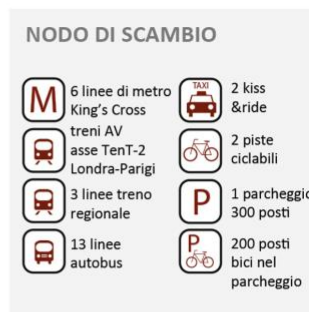 NODO DI SCAMBIO
M
6 linee di metro
King's Cross
treni AV
asse TenT-2
Londra-Parigi
3 linee treno
regionale
13 linee
autobus
TAXI
2 kiss
&ride
2 piste
ciclabili
P
1 parcheggio
300 posti
P
200 posti
bici nel
parcheggio